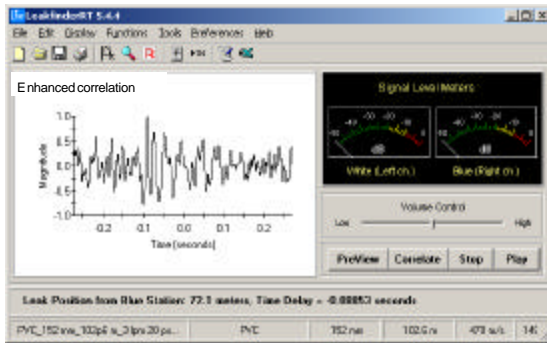 LeakfinderRT 5.4.4
File Edit Display Functions Tools Preferences Help
Enhanced correlation
Signal Level Meters
1.0
0.5
0.0
-0.5
-1.0
Magnitude
-0.2 -0.1 0.0 0.1 0.2
Time (seconds)
dB dB
White (Left ch.) Blue (Right ch.)
Volume Control
Low High
PreView Correlate Stop Play
Leak Position from Blue Station: 72.1 meters, Time Delay = seconds
PVC 152 mm 102.6 m 470 m/s